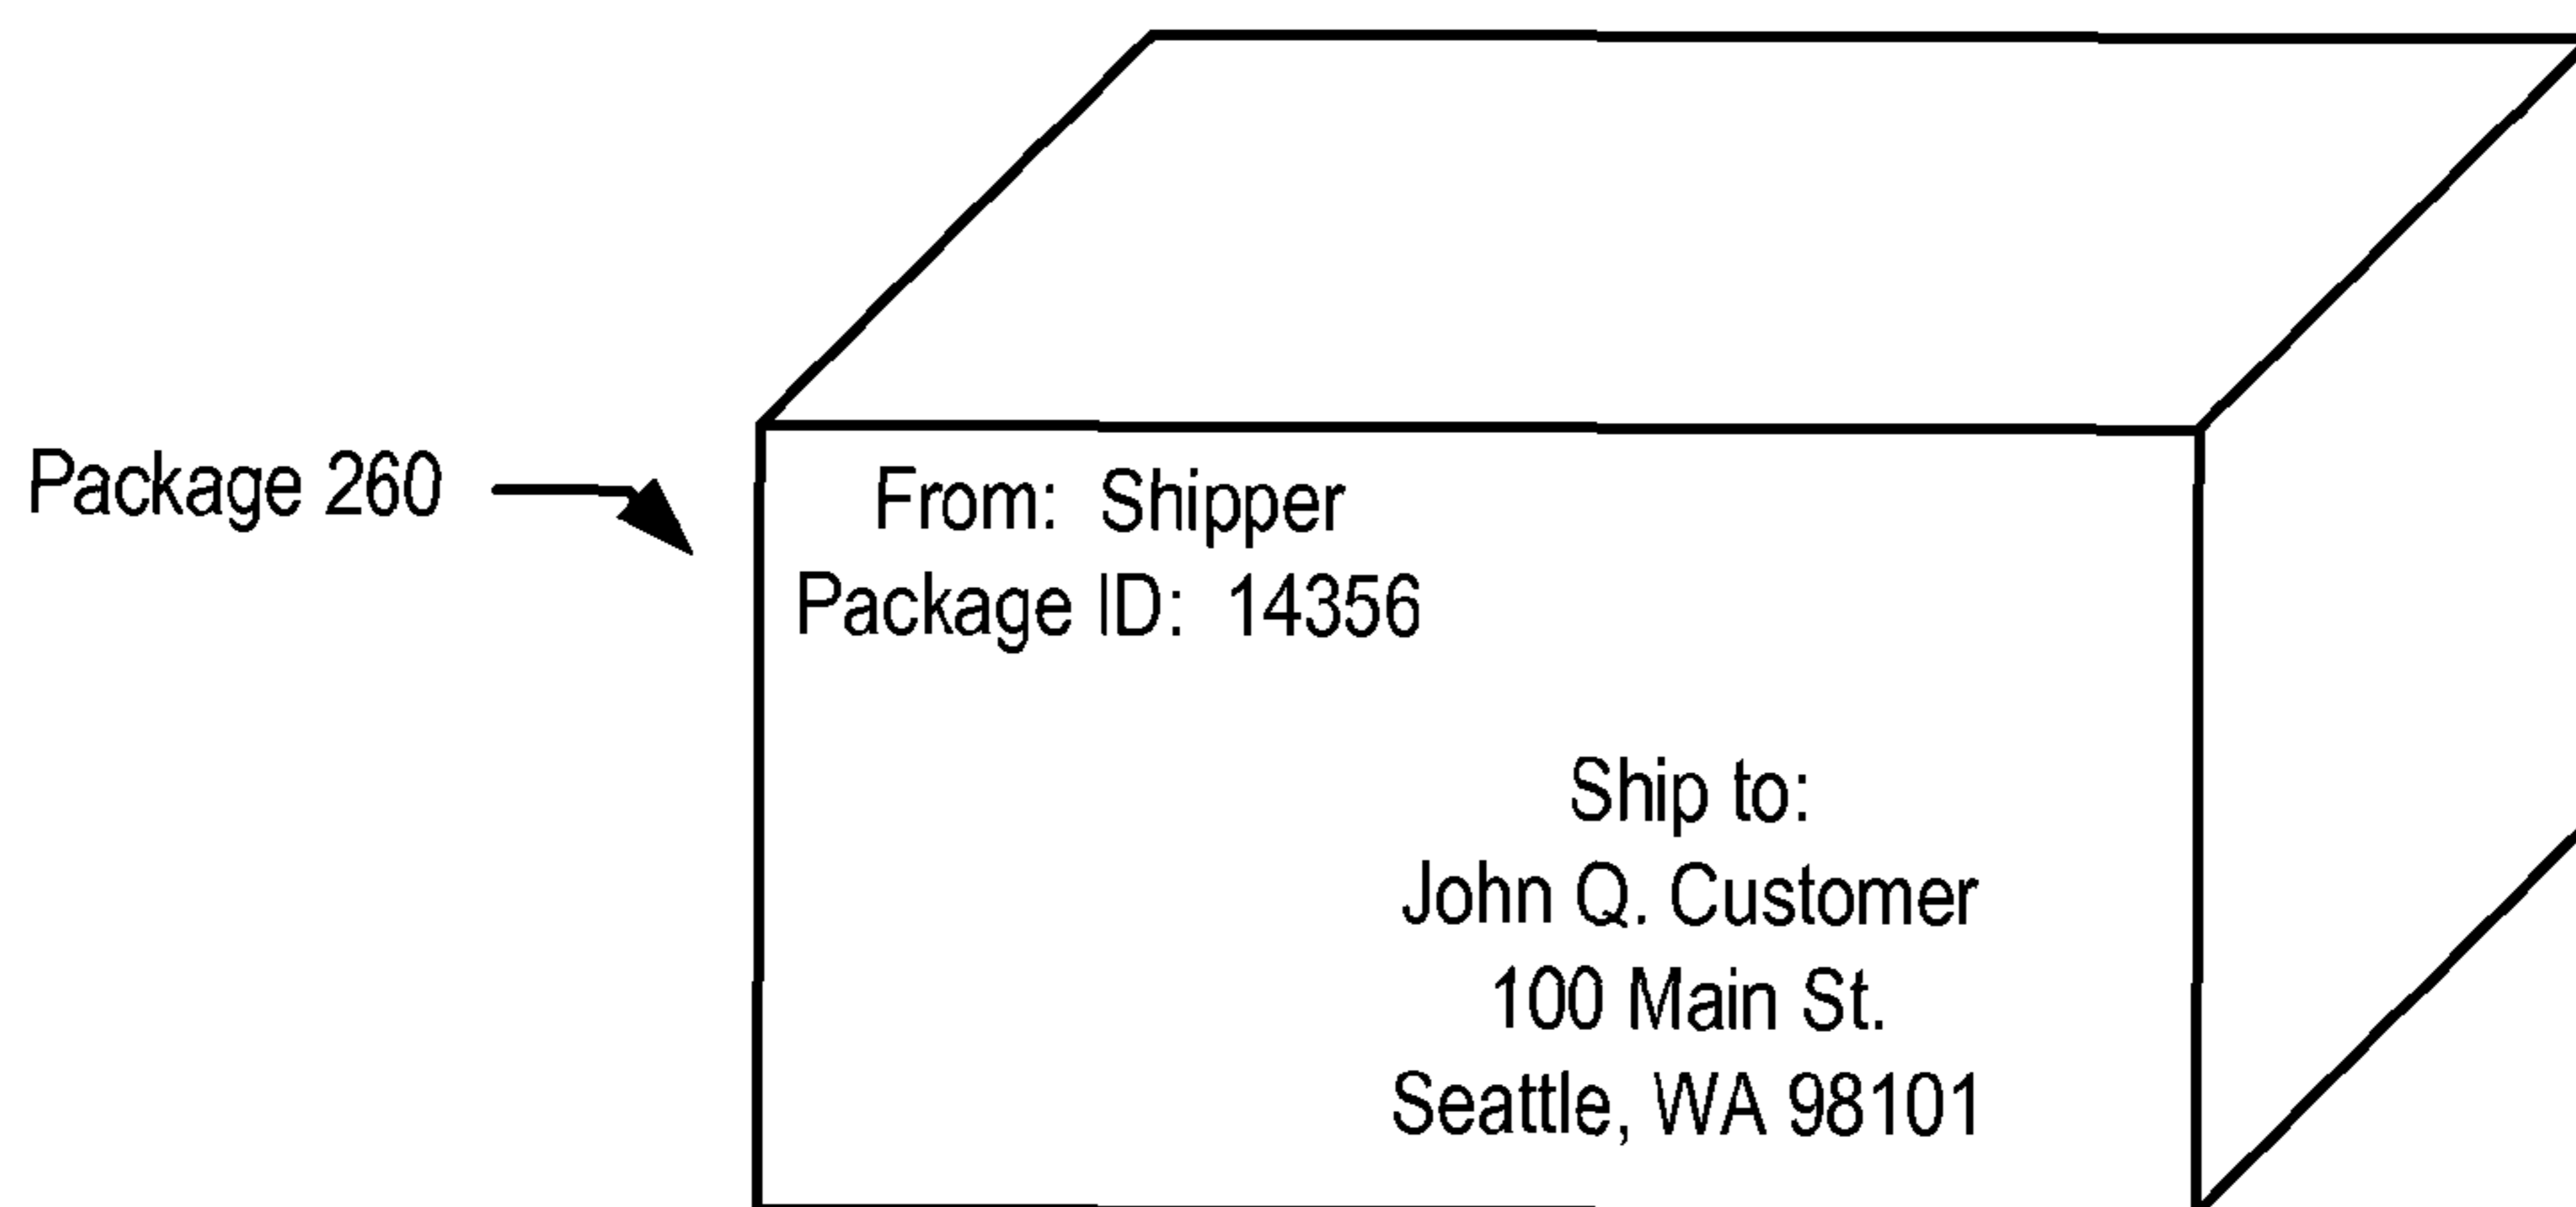 Package 260
From: Shipper
Package ID: 14356
Ship to:
John Q. Customer
100 Main St.
Seattle, WA 98101